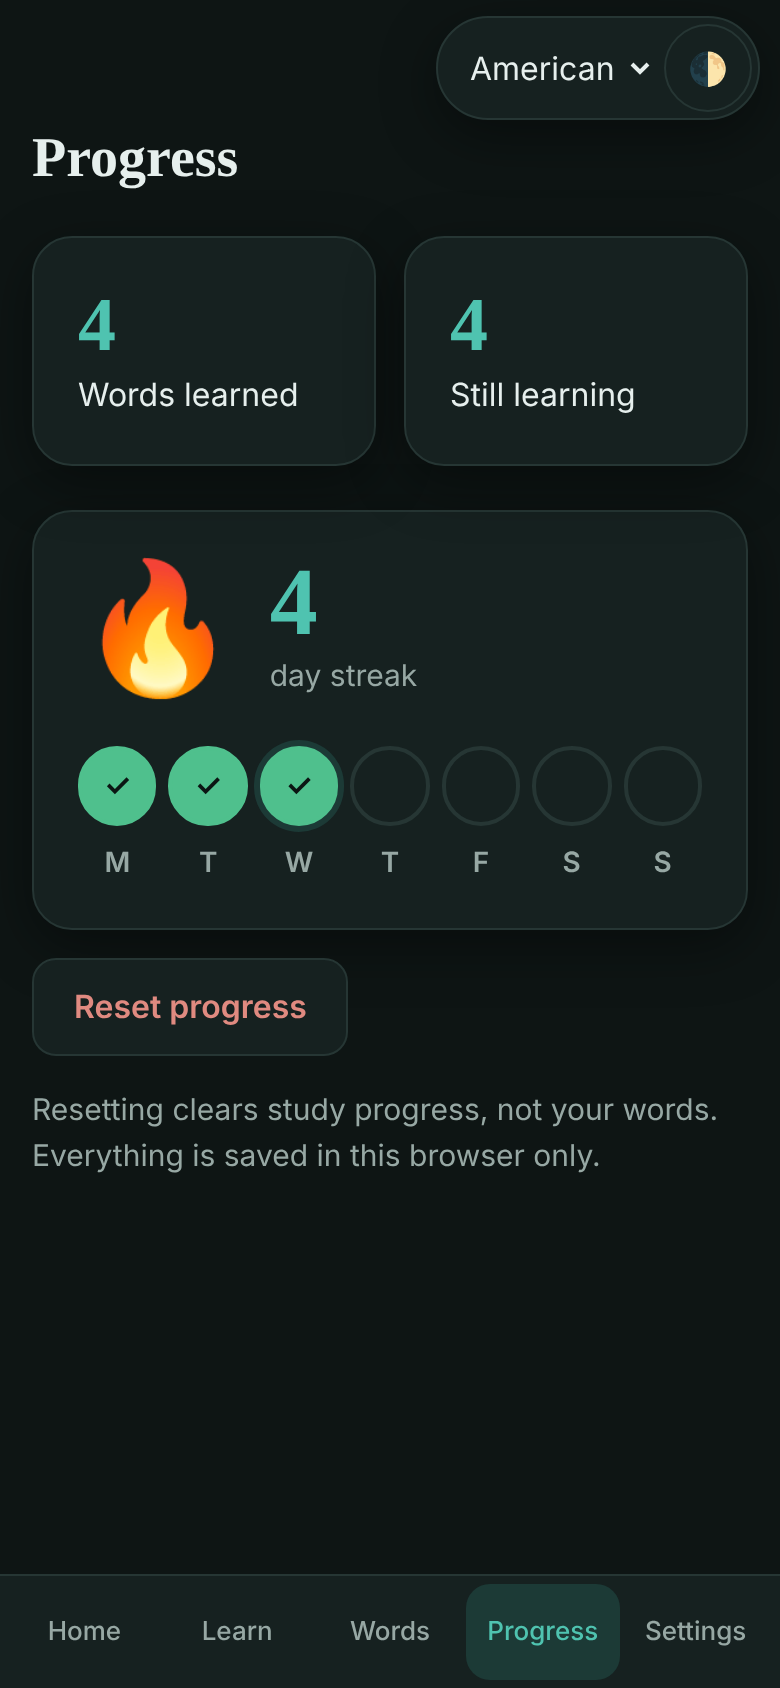 American
Progress
4
Words learned
4
Still learning
4
day streak
M T W T F S S
Reset progress
Resetting clears study progress, not your words.
Everything is saved in this browser only.
Home Learn Words Progress Settings